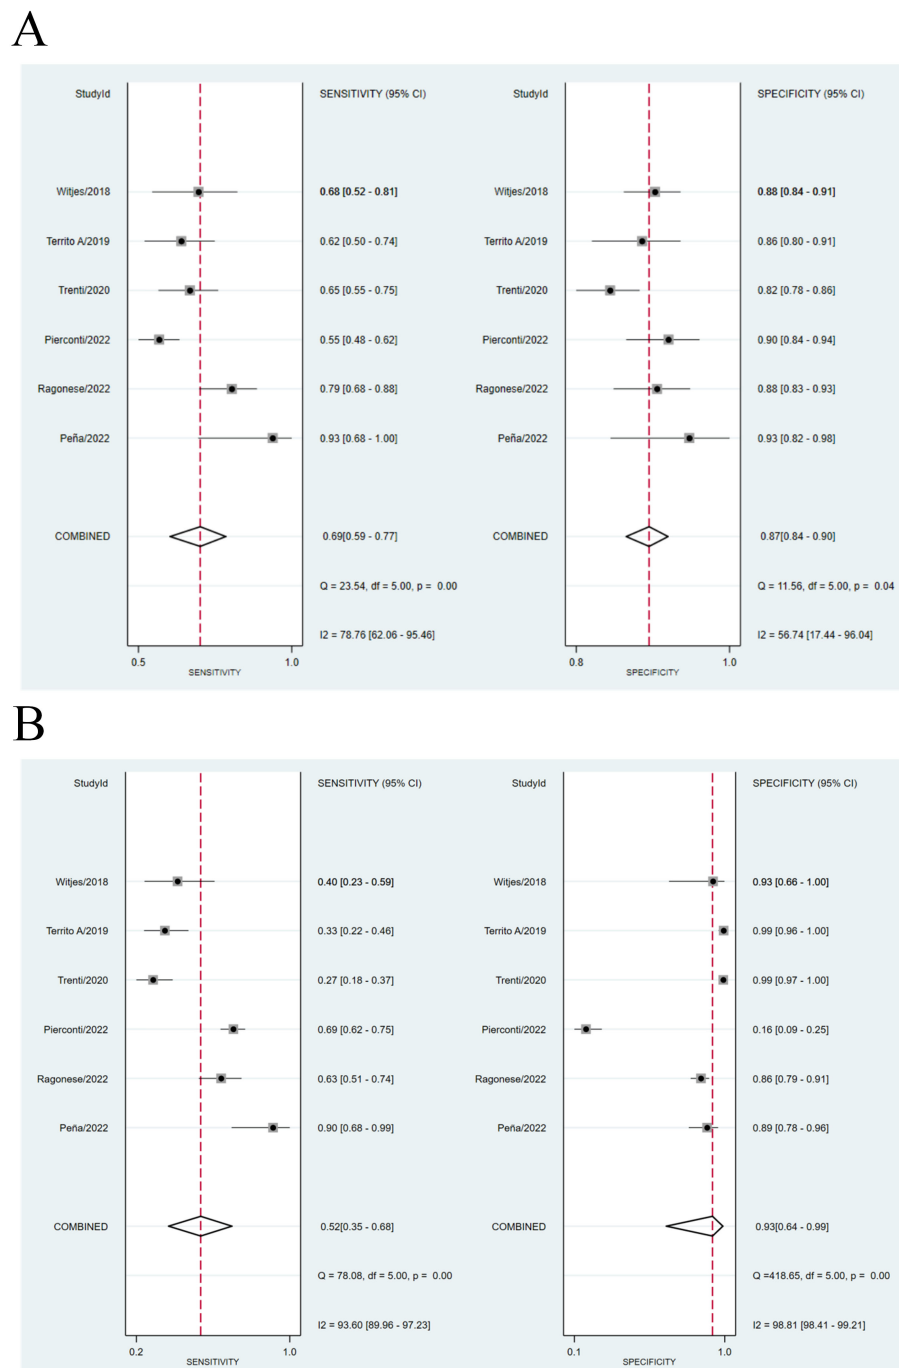 A
StudyId SENSITIVITY (95% CI) StudyId SPECIFICITY (95% CI)
Witjes/2018 0.68 [0.52 - 0.81] Witjes/2018 0.88 [0.84 - 0.91]
Territo A/2019 0.62 [0.50 - 0.74] Territo A/2019 0.86 [0.80 - 0.91]
Trenti/2020 0.65 [0.55 - 0.75] Trenti/2020 0.82 [0.78 - 0.86]
Pierconti/2022 0.55 [0.48 - 0.62] Pierconti/2022 0.90 [0.84 - 0.94]
Ragonese/2022 0.79 [0.68 - 0.88] Ragonese/2022 0.88 [0.83 - 0.93]
Peña/2022 0.93 [0.68 - 1.00] Peña/2022 0.93 [0.82 - 0.98]
COMBINED 0.69[0.59 - 0.77] COMBINED 0.87[0.84 - 0.90]
Q = 23.54, df = 5.00, p = 0.00 Q = 11.56, df = 5.00, p = 0.04
I2 = 78.76 [62.06 - 95.46] I2 = 56.74 [17.44 - 96.04]
0.5 1.0 0.8 1.0
SENSITIVITY SPECIFICITY
B
StudyId SENSITIVITY (95% CI) StudyId SPECIFICITY (95% CI)
Witjes/2018 0.40 [0.23 - 0.59] Witjes/2018 0.93 [0.66 - 1.00]
Territo A/2019 0.33 [0.22 - 0.46] Territo A/2019 0.99 [0.96 - 1.00]
Trenti/2020 0.27 [0.18 - 0.37] Trenti/2020 0.99 [0.97 - 1.00]
Pierconti/2022 0.69 [0.62 - 0.75] Pierconti/2022 0.16 [0.09 - 0.25]
Ragonese/2022 0.63 [0.51 - 0.74] Ragonese/2022 0.86 [0.79 - 0.91]
Peña/2022 0.90 [0.68 - 0.99] Peña/2022 0.89 [0.78 - 0.96]
COMBINED 0.52[0.35 - 0.68] COMBINED 0.93[0.64 - 0.99]
Q = 78.08, df = 5.00, p = 0.00 Q =418.65, df = 5.00, p = 0.00
I2 = 93.60 [89.96 - 97.23] I2 = 98.81 [98.41 - 99.21]
0.2 1.0 0.1 1.0
SENSITIVITY SPECIFICITY